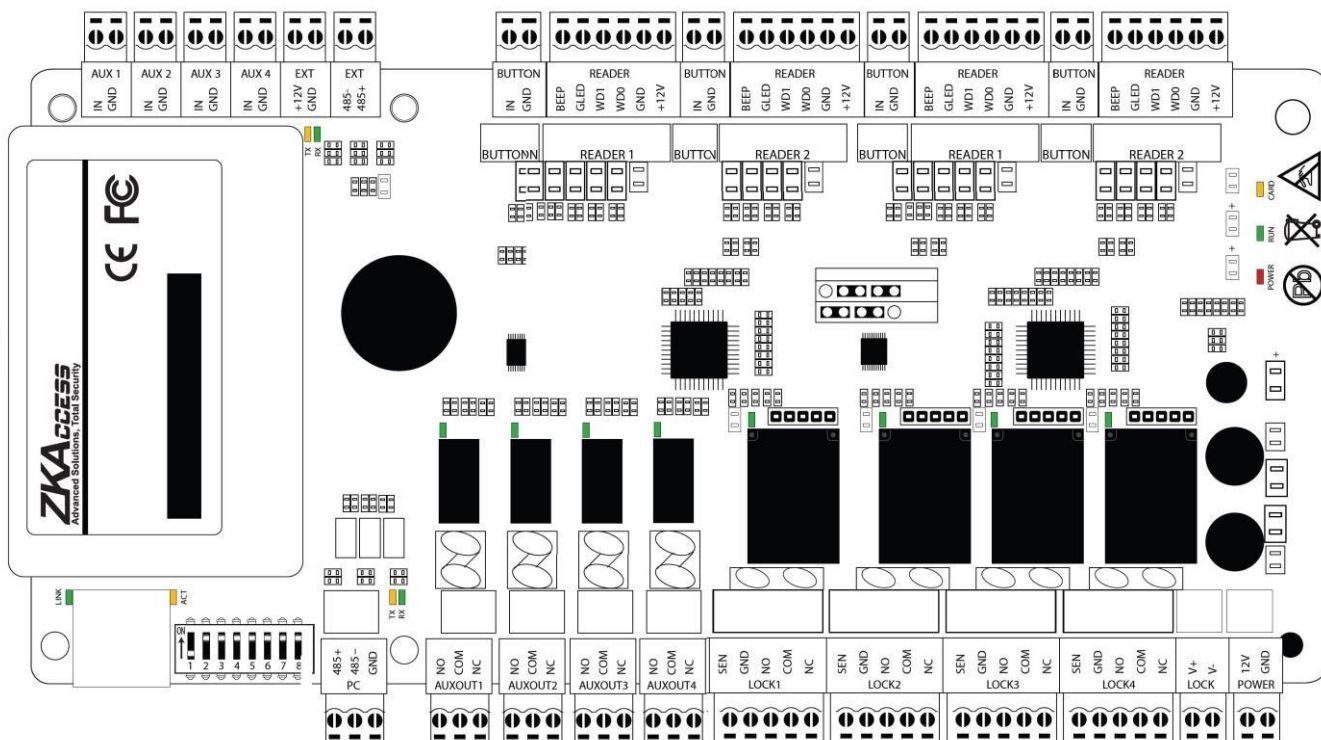 AUX 1 AUX 2 AUX 3 AUX 4 EXT EXT
IN GND IN GND IN GND IN GND +12V GND 485- 485+
BUTTON READER BUTTON READER BUTTON READER BUTTON READER
IN GND BEEP GLED WD1 WD0 GND +12V IN GND BEEP GLED WD1 WD0 GND +12V IN GND BEEP GLED WD1 WD0 GND +12V IN GND BEEP GLED WD1 WD0 GND +12V
TX RX
BUTTON READER 1 BUTTON READER 2 BUTTON READER 1 BUTTON READER 2
CARD
RUN
POWER
Pb
+
+
+
CE FC
ZKACCESS
Advanced Solutions, Total Security
LINK ACT
TX RX
ON
1 2 3 4 5 6 7 8
485+ 485- GND NO COM NC NO COM NC NO COM NC NO COM NC SEN GND NO COM NC SEN GND NO COM NC SEN GND NO COM NC SEN GND NO COM NC V+ V- 12V GND
PC AUXOUT1 AUXOUT2 AUXOUT3 AUXOUT4 LOCK1 LOCK2 LOCK3 LOCK4 LOCK POWER